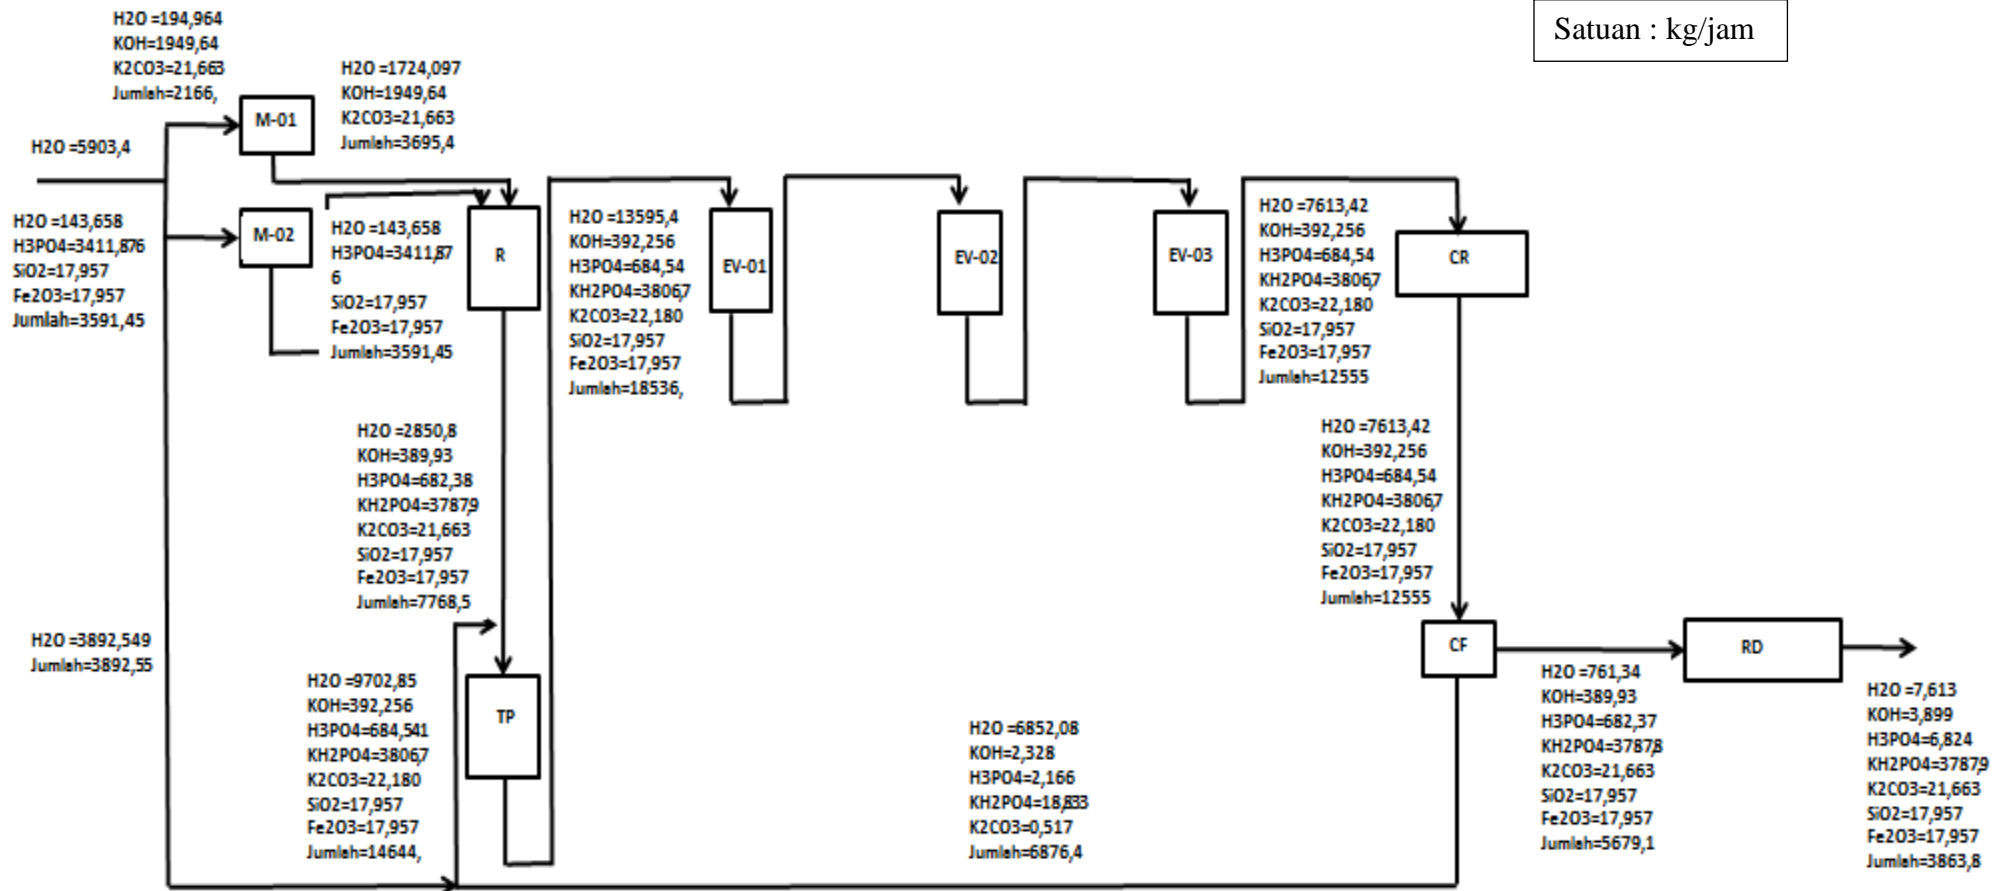 Satuan : kg/jam
H2O =194,964
KOH=1949,64
K2CO3=21,663
Jumlah=2166,
M-01
H2O =1724,097
KOH=1949,64
K2CO3=21,663
Jumlah=3695,4
H2O =5903,4
H2O =143,658
H3PO4=3411,876
SiO2=17,957
Fe2O3=17,957
Jumlah=3591,45
M-02
H2O =143,658
H3PO4=3411,87
6
SiO2=17,957
Fe2O3=17,957
Jumlah=3591,45
R
H2O =13595,4
KOH=392,256
H3PO4=684,54
KH2PO4=3806,7
K2CO3=22,180
SiO2=17,957
Fe2O3=17,957
Jumlah=18536,
EV-01
EV-02
EV-03
H2O =7613,42
KOH=392,256
H3PO4=684,54
KH2PO4=3806,7
K2CO3=22,180
SiO2=17,957
Fe2O3=17,957
Jumlah=12555
CR
H2O =2850,8
KOH=389,93
H3PO4=682,38
KH2PO4=3787,9
K2CO3=21,663
SiO2=17,957
Fe2O3=17,957
Jumlah=7768,5
H2O =7613,42
KOH=392,256
H3PO4=684,54
KH2PO4=3806,7
K2CO3=22,180
SiO2=17,957
Fe2O3=17,957
Jumlah=12555
H2O =3892,549
Jumlah=3892,55
H2O =9702,85
KOH=392,256
H3PO4=684,541
KH2PO4=3806,7
K2CO3=22,180
SiO2=17,957
Fe2O3=17,957
Jumlah=14644,
TP
H2O =6852,08
KOH=2,328
H3PO4=2,166
KH2PO4=18,833
K2CO3=0,517
Jumlah=6876,4
CF
H2O =761,34
KOH=389,93
H3PO4=682,37
KH2PO4=3787,8
K2CO3=21,663
SiO2=17,957
Fe2O3=17,957
Jumlah=5679,1
RD
H2O =7,613
KOH=3,899
H3PO4=6,824
KH2PO4=3787,9
K2CO3=21,663
SiO2=17,957
Fe2O3=17,957
Jumlah=3863,8